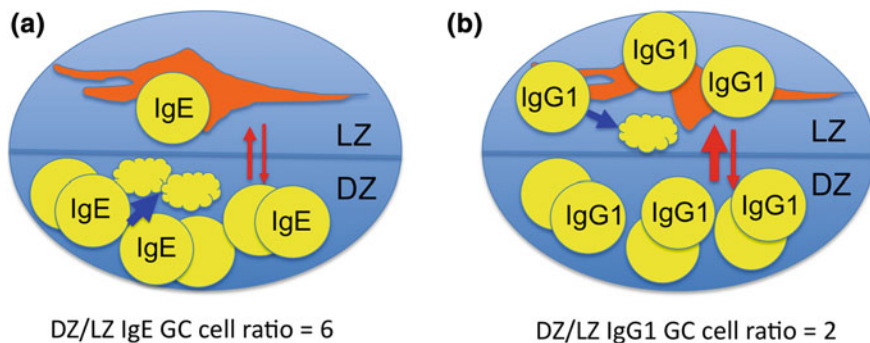 (a)
IgE
LZ
DZ
IgE
IgE
IgE
DZ/LZ IgE GC cell ratio = 6
(b)
IgG1
IgG1
IgG1
LZ
DZ
IgG1
IgG1
IgG1
DZ/LZ IgG1 GC cell ratio = 2